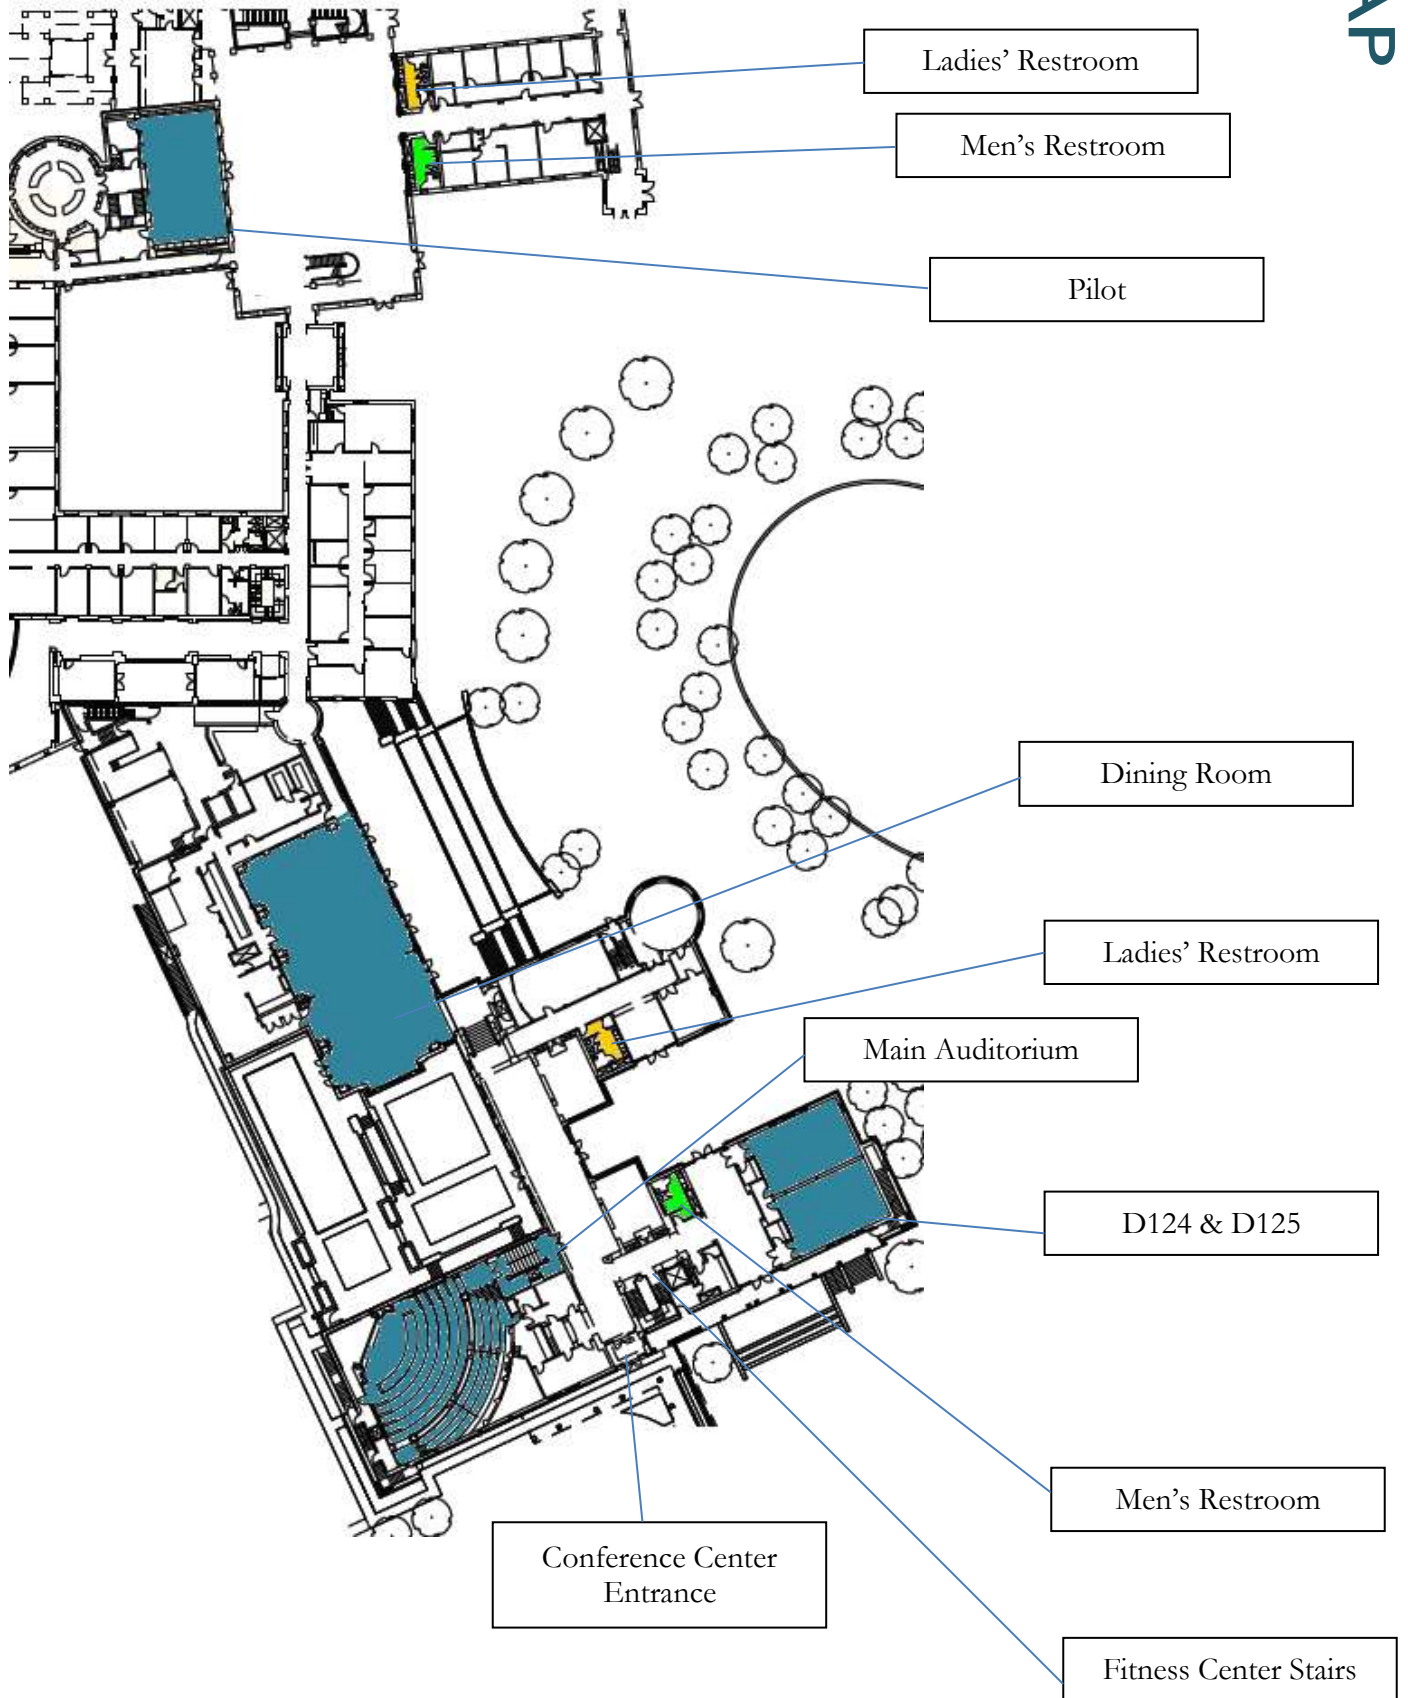 AP
Ladies’ Restroom
Men’s Restroom
Pilot
Dining Room
Ladies’ Restroom
Main Auditorium
D124 & D125
Men’s Restroom
Conference Center
Entrance
Fitness Center Stairs